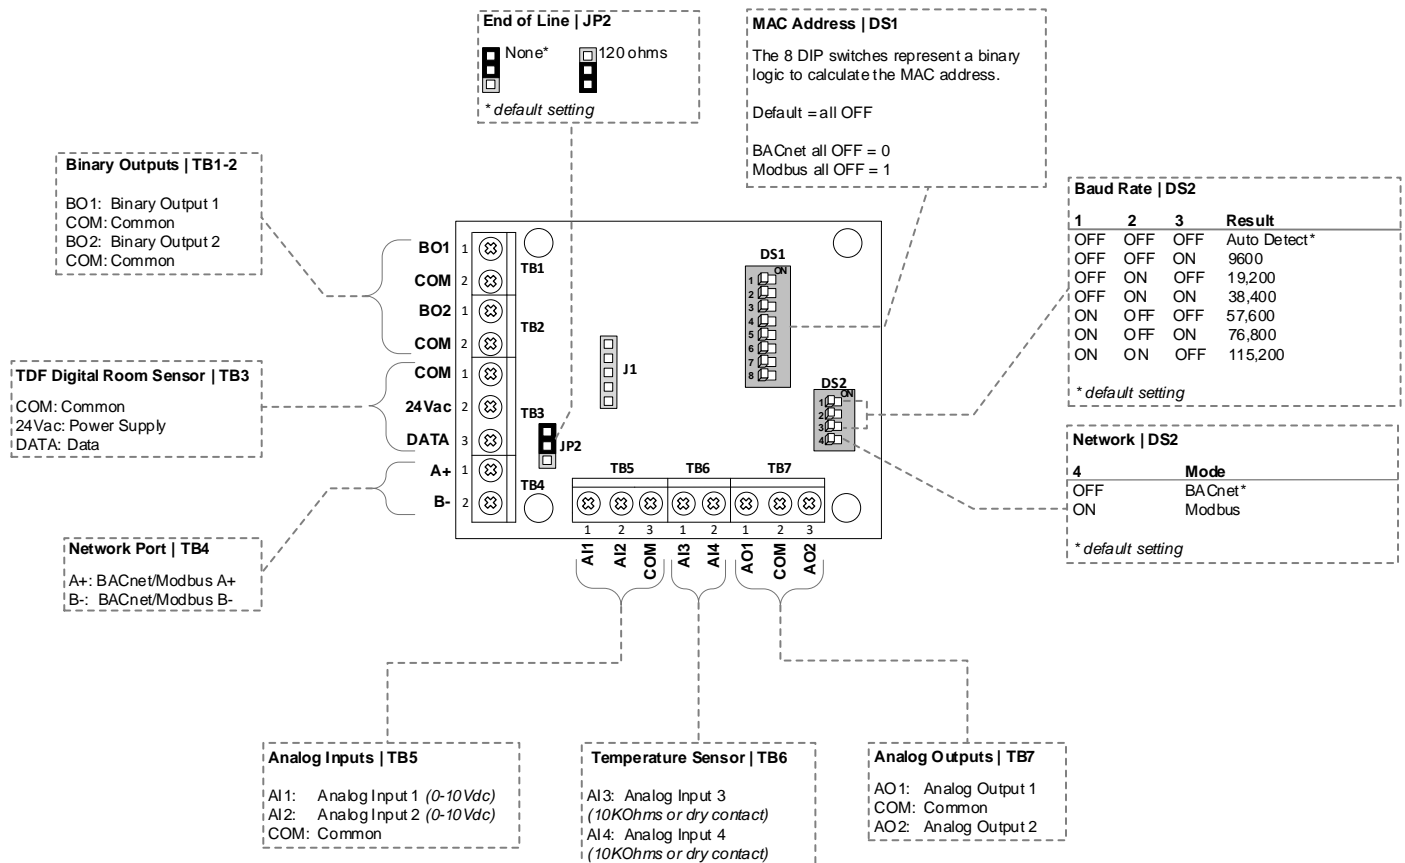 End of Line | JP2
None* 120 ohms
* default setting
MAC Address | DS1
The 8 DIP switches represent a binary
logic to calculate the MAC address.
Default = all OFF
BACnet all OFF = 0
Modbus all OFF = 1
Binary Outputs | TB1-2
BO1: Binary Output 1
COM: Common
BO2: Binary Output 2
COM: Common
Baud Rate | DS2
1 2 3 Result
OFF OFF OFF Auto Detect*
OFF OFF ON 9600
OFF ON OFF 19,200
OFF ON ON 38,400
ON OFF OFF 57,600
ON OFF ON 76,800
ON ON OFF 115,200
* default setting
TDF Digital Room Sensor | TB3
COM: Common
24Vac: Power Supply
DATA: Data
Network | DS2
4 Mode
OFF BACnet*
ON Modbus
* default setting
Network Port | TB4
A+: BACnet/Modbus A+
B-: BACnet/Modbus B-
BO1 1
COM 2
TB1
BO2 1
COM 2
TB2
COM 1
24Vac 2
DATA 3
TB3
A+ 1
B- 2
TB4
J1
JP2
DS1
ON
1
2
3
4
5
6
7
8
DS2
ON
1
2
3
4
TB5 TB6 TB7
1 2 3 1 2 1 2 3
AI1 AI2 COM AI3 AI4 AO1 COM AO2
Analog Inputs | TB5
AI1: Analog Input 1 (0-10Vdc)
AI2: Analog Input 2 (0-10Vdc)
COM: Common
Temperature Sensor | TB6
AI3: Analog Input 3
(10KOhms or dry contact)
AI4: Analog Input 4
(10KOhms or dry contact)
Analog Outputs | TB7
AO1: Analog Output 1
COM: Common
AO2: Analog Output 2